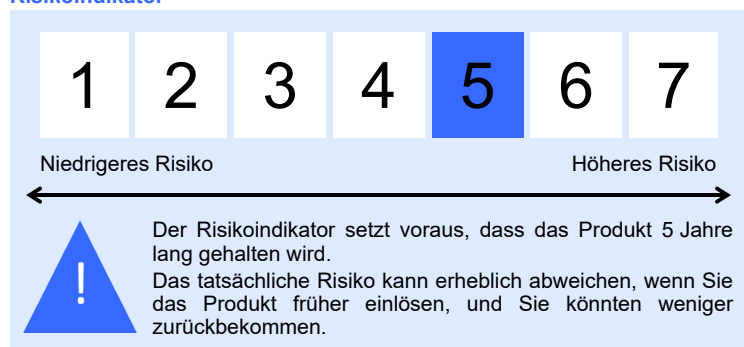 Risikoindikator
1 2 3 4 5 6 7
Niedrigeres Risiko Höheres Risiko
Der Risikoindikator setzt voraus, dass das Produkt 5 Jahre
lang gehalten wird.
Das tatsächliche Risiko kann erheblich abweichen, wenn Sie
das Produkt früher einlösen, und Sie könnten weniger
zurückbekommen.
!